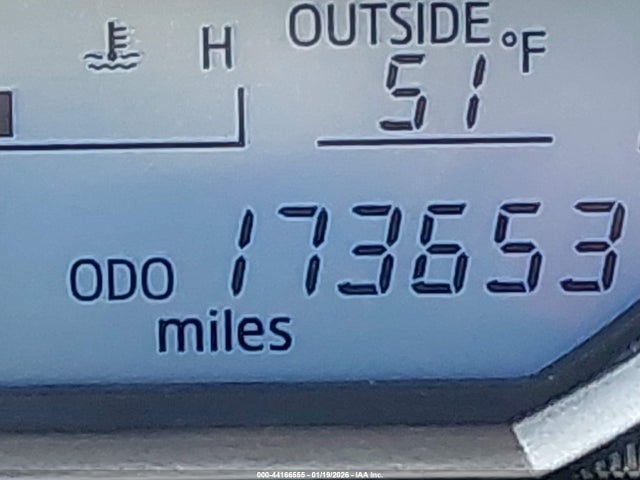 H
OUTSIDE °F
51
ODO 173653
miles
000-44166555 - 01/19/2026 - IAA Inc.